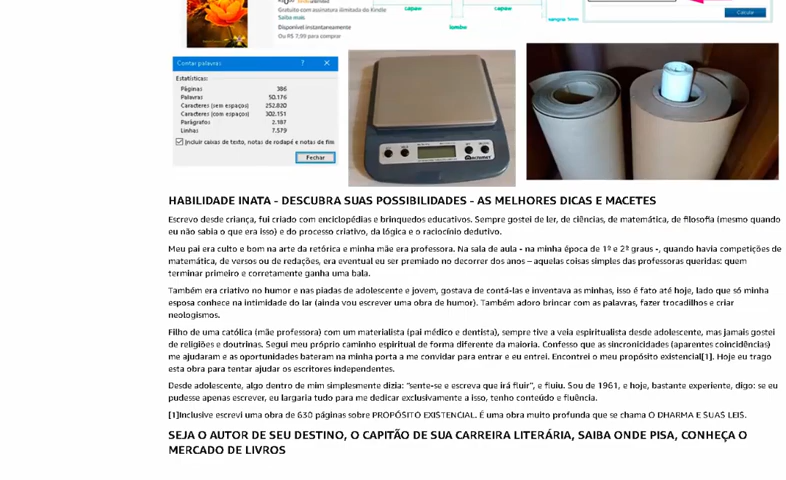 Gratuito com assinatura ilimitada do Kindle
Saiba mais
Disponível instantaneamente
Ou R$ 7,99 para comprar
capaw
capaw
lombo
Calcular
Contar palavras
Estatísticas:
Páginas 386
Palavras 50.176
Caracteres (sem espaços) 252.820
Caracteres (com espaços) 302.151
Parágrafos 2.187
Linhas 7.579
Incluir caixas de texto, notas de rodapé e notas de fim
Fechar
HABILIDADE INATA - DESCUBRA SUAS POSSIBILIDADES - AS MELHORES DICAS E MACETES
Escrevo desde criança, fui criado com enciclopédias e brinquedos educativos. Sempre gostei de ler, de ciências, de matemática, de filosofia (mesmo quando
eu não sabia o que era isso) e do processo criativo, da lógica e o raciocínio dedutivo.
Meu pai era culto e bom na arte da retórica e minha mãe era professora. Na sala de aula - na minha época de 1º e 2º graus -, quando havia competições de
matemática, de versos ou de redações, era eventual eu ser premiado no decorrer dos anos – aquelas coisas simples das professoras queridas: quem
terminar primeiro e corretamente ganha uma bala.
Também era criativo no humor e nas piadas de adolescente e jovem, gostava de contá-las e inventava as minhas, isso é fato até hoje, lado que só minha
esposa conhece na intimidade do lar (ainda vou escrever uma obra de humor). Também adoro brincar com as palavras, fazer trocadilhos e criar
neologismos.
Filho de uma católica (mãe professora) com um materialista (pai médico e dentista), sempre tive a veia espiritualista desde adolescente, mas jamais gostei
de religiões e doutrinas. Segui meu próprio caminho espiritual de forma diferente da maioria. Confesso que as sincronicidades (aparentes coincidências)
me ajudaram e as oportunidades bateram na minha porta a me convidar para entrar e eu entrei. Encontrei o meu propósito existencial[1]. Hoje eu trago
esta obra para tentar ajudar os escritores independentes.
Desde adolescente, algo dentro de mim simplesmente dizia: "sente-se e escreva que irá fluir", e fluiu. Sou de 1961, e hoje, bastante experiente, digo: se eu
pudesse apenas escrever, eu largaria tudo para me dedicar exclusivamente a isso, tenho conteúdo e fluência.
[1]Inclusive escrevi uma obra de 630 páginas sobre PROPÓSITO EXISTENCIAL. É uma obra muito profunda que se chama O DHARMA E SUAS LEIS.
SEJA O AUTOR DE SEU DESTINO, O CAPITÃO DE SUA CARREIRA LITERÁRIA, SAIBA ONDE PISA, CONHEÇA O
MERCADO DE LIVROS